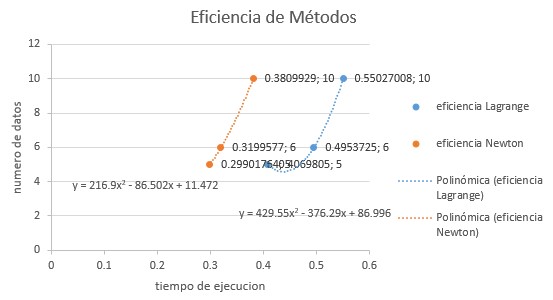 Eficiencia de Métodos
12
10
8
6
4
2
0
0
0.1
0.2
0.3
0.4
0.5
0.6
numero de datos
tiempo de ejecucion
0.3809929; 10
0.55027008; 10
0.3199577; 6
0.4953725; 6
0.4069805; 5
y = 216.9x² - 86.502x + 11.472
y = 429.55x² - 376.29x + 86.996
eficiencia Lagrange
eficiencia Newton
Polinómica (eficiencia
Lagrange)
Polinómica (eficiencia
Newton)